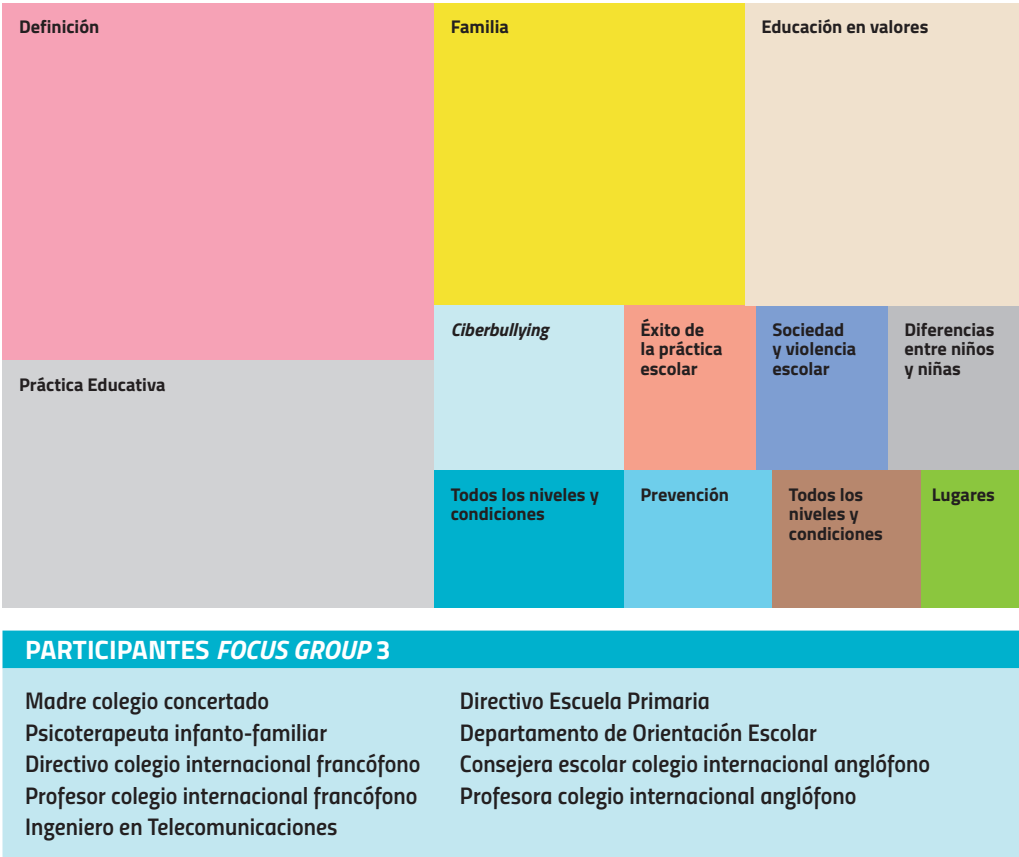 Definición
Familia
Educación en valores
Práctica Educativa
Ciberbullying
Éxito de
la práctica
escolar
Sociedad
y violencia
escolar
Diferencias
entre niños
y niñas
Todos los niveles y
condiciones
Prevención
Todos los
niveles y
condiciones
Lugares
PARTICIPANTES FOCUS GROUP 3
Madre colegio concertado
Psicoterapeuta infanto-familiar
Directivo colegio internacional francófono
Profesor colegio internacional francófono
Ingeniero en Telecomunicaciones
Directivo Escuela Primaria
Departamento de Orientación Escolar
Consejera escolar colegio internacional anglófono
Profesora colegio internacional anglófono